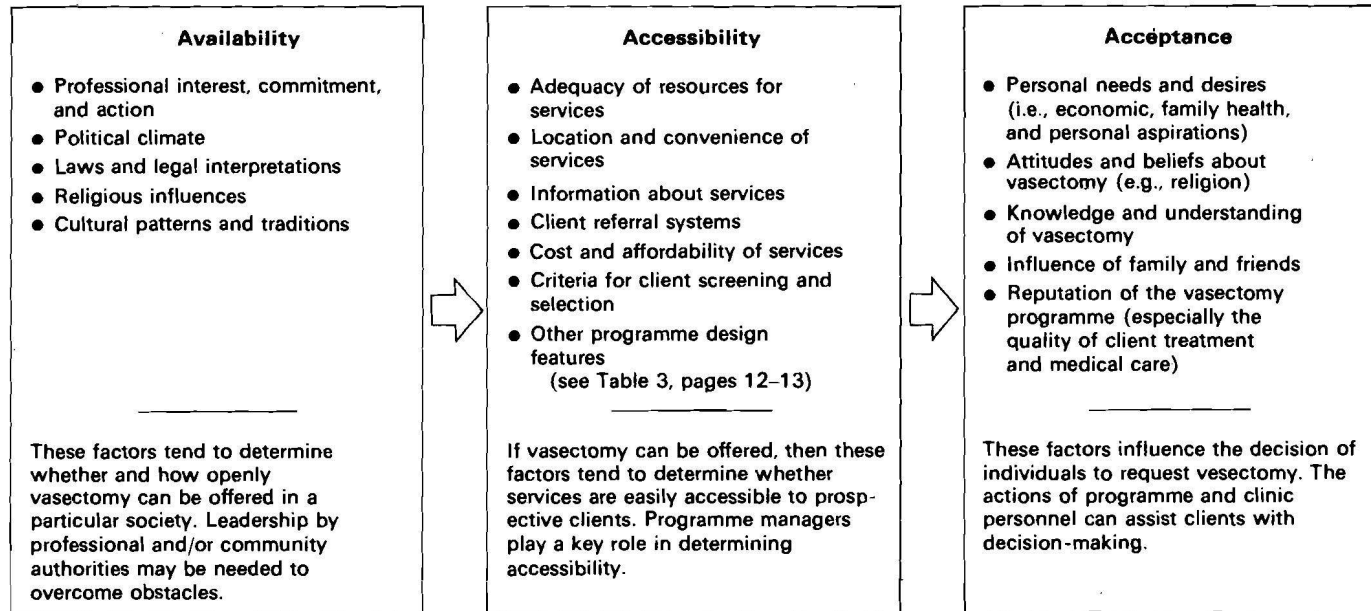 Availability
● Professional interest, commitment,
and action
● Political climate
● Laws and legal interpretations
● Religious influences
● Cultural patterns and traditions
These factors tend to determine
whether and how openly
vasectomy can be offered in a
particular society. Leadership by
professional and/or community
authorities may be needed to
overcome obstacles.
Accessibility
● Adequacy of resources for
services
● Location and convenience of
services
● Information about services
● Client referral systems
● Cost and affordability of services
● Criteria for client screening and
selection
● Other programme design
features
(see Table 3, pages 12–13)
If vasectomy can be offered, then these
factors tend to determine whether
services are easily accessible to prosp-
ective clients. Programme managers
play a key role in determining
accessibility.
Acceptance
● Personal needs and desires
(i.e., economic, family health,
and personal aspirations)
● Attitudes and beliefs about
vasectomy (e.g., religion)
● Knowledge and understanding
of vasectomy
● Influence of family and friends
● Reputation of the vasectomy
programme (especially the
quality of client treatment
and medical care)
These factors influence the decision of
individuals to request vesectomy. The
actions of programme and clinic
personnel can assist clients with
decision-making.